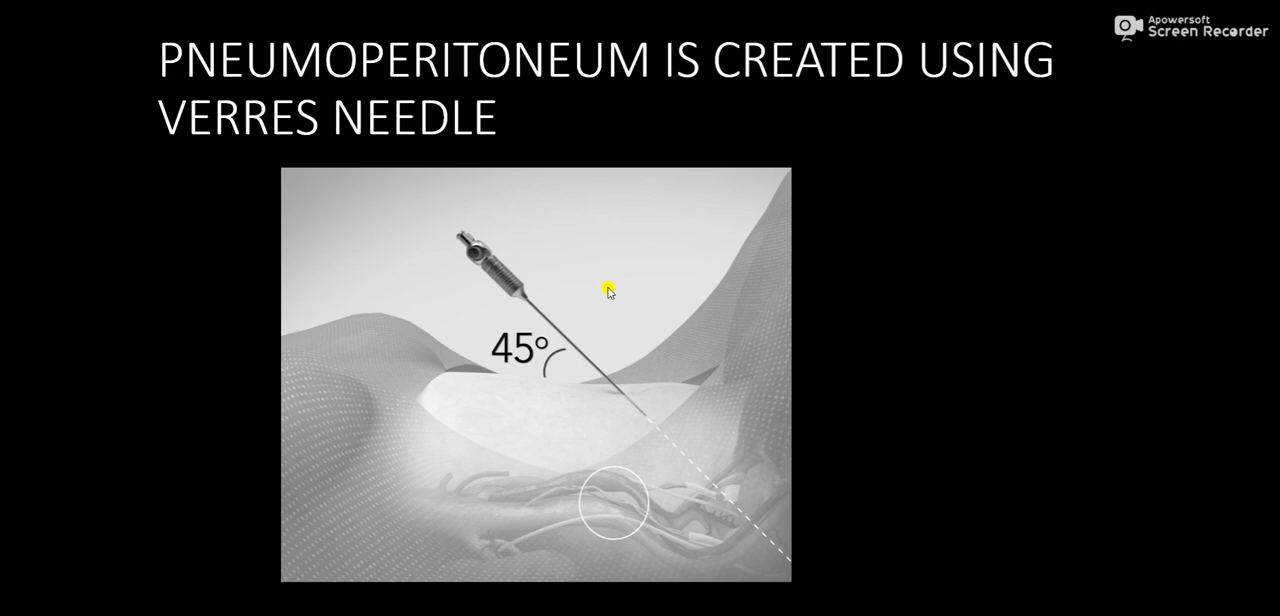 Apowersoft
Screen Recorder
PNEUMOPERITONEUM IS CREATED USING
VERRES NEEDLE
45°